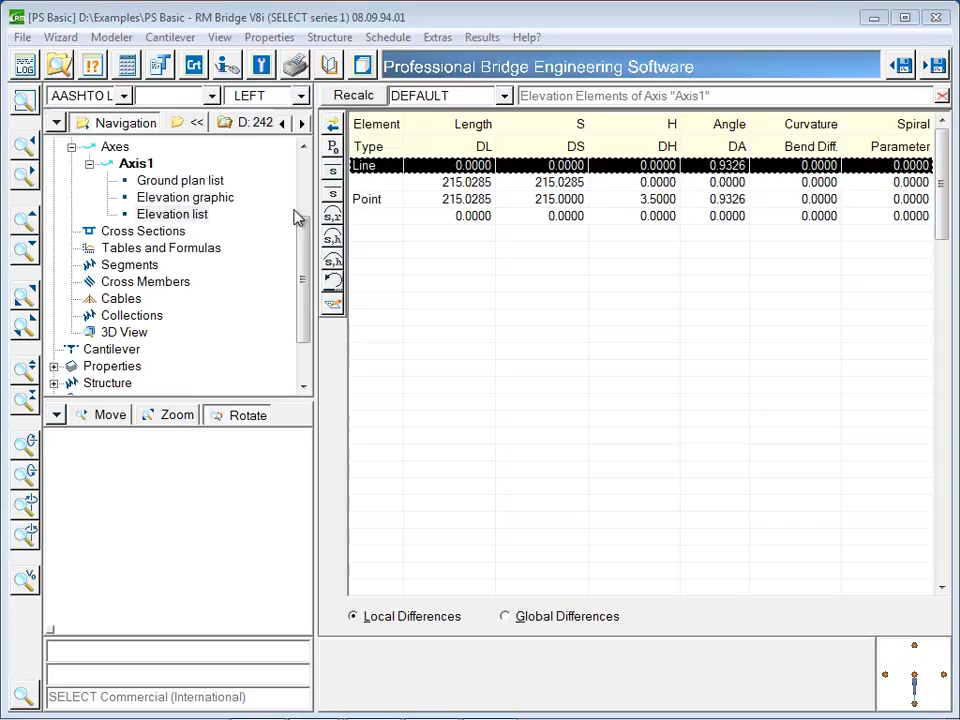 [PS Basic] D:\Examples\PS Basic - RM Bridge V8i (SELECT series 1) 08.09.94.01
File Wizard Modeler Cantilever View Properties Structure Schedule Extras Results Help?
LOG !? Crt i Professional Bridge Engineering Software
AASHTO L LEFT Recalc DEFAULT Elevation Elements of Axis "Axis1"
Navigation << D: 242
Element Length S H Angle Curvature Spiral
Type DL DS DH DA Bend Diff. Parameter
Line 0.0000 0.0000 0.0000 0.9326 0.0000 0.0000
215.0285 215.0285 0.0000 0.0000 0.0000 0.0000
Point 215.0285 215.0000 3.5000 0.9326 0.0000 0.0000
0.0000 0.0000 0.0000 0.0000 0.0000 0.0000
Axes
Axis1
Ground plan list
Elevation graphic
Elevation list
Cross Sections
Tables and Formulas
Segments
Cross Members
Cables
Collections
3D View
Cantilever
Properties
Structure
P₀
s
s
s,r
s,h
s,h
Move Zoom Rotate
Local Differences Global Differences
SELECT Commercial (International)